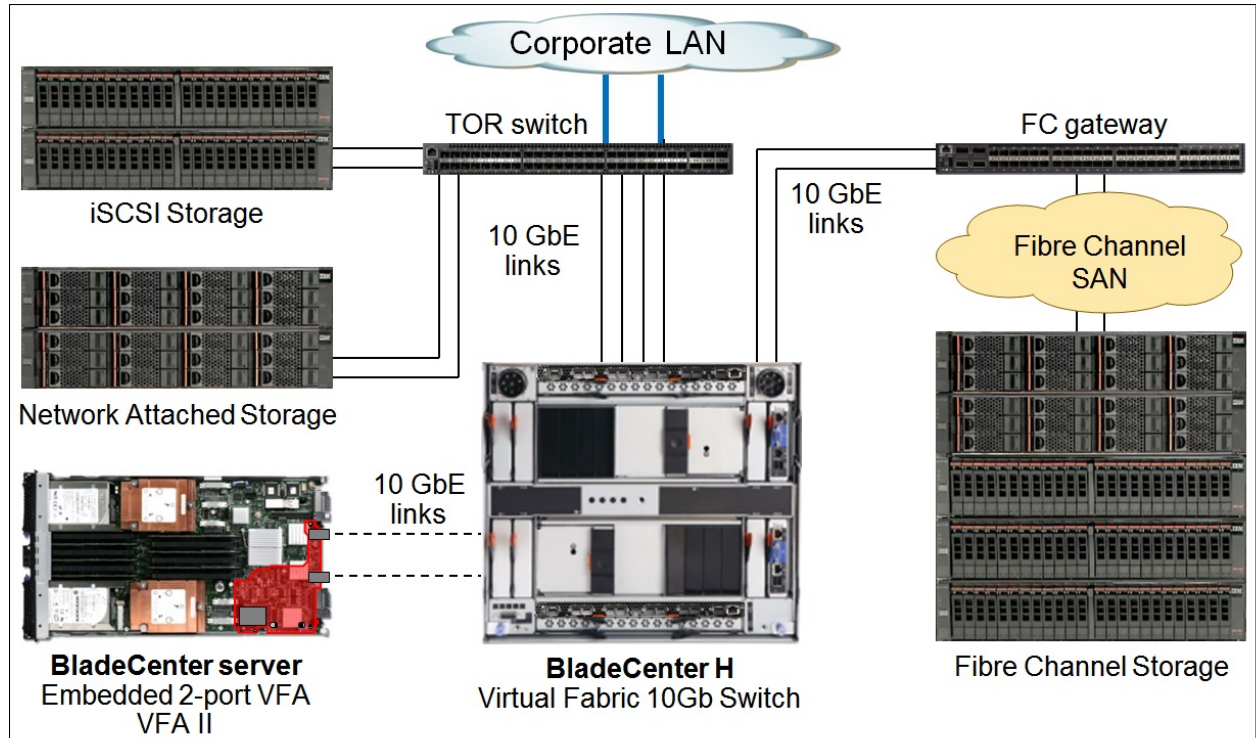 Corporate LAN
TOR switch
FC gateway
iSCSI Storage
10 GbE
links
10 GbE
links
Fibre Channel
SAN
Network Attached Storage
10 GbE
links
BladeCenter server
Embedded 2-port VFA
VFA II
BladeCenter H
Virtual Fabric 10Gb Switch
Fibre Channel Storage